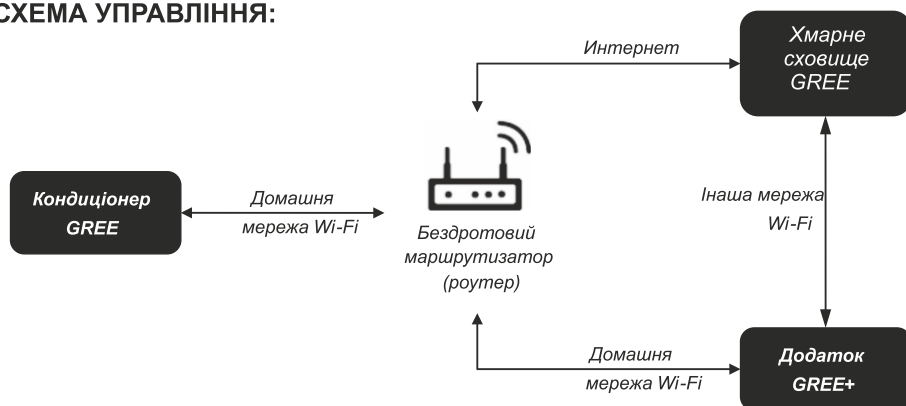 СХЕМА УПРАВЛІННЯ:
Интернет
Хмарне
сховище
GREE
Кондиціонер
GREE
Домашня
мережа Wi-Fi
Бездротовий
маршрутизатор
(роутер)
Інаша мережа
Wi-Fi
Домашня
мережа Wi-Fi
Додаток
GREE+